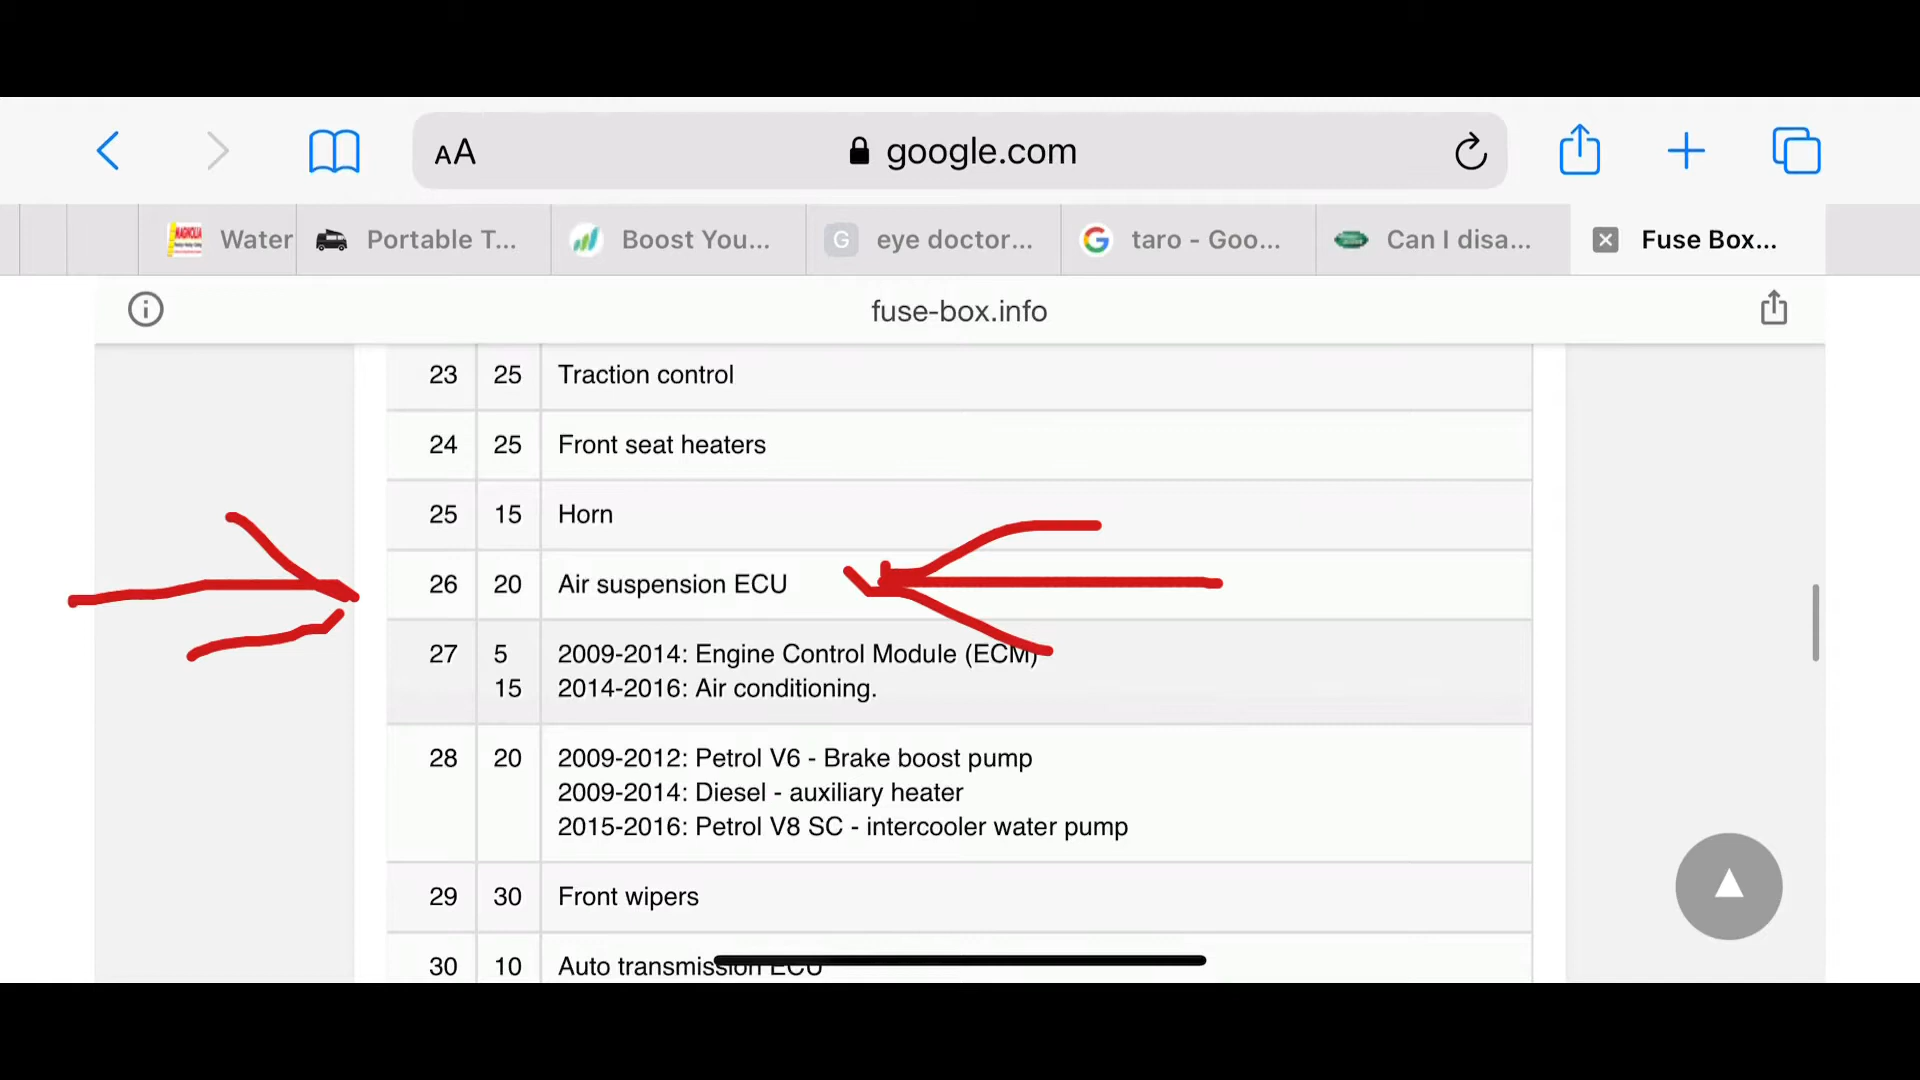 AA google.com
Water Portable T... Boost You... G eye doctor... taro - Goo... Can I disa... Fuse Box...
fuse-box.info
23 25 Traction control
24 25 Front seat heaters
25 15 Horn
26 20 Air suspension ECU
27 5 2009-2014: Engine Control Module (ECM)
15 2014-2016: Air conditioning.
28 20 2009-2012: Petrol V6 - Brake boost pump
2009-2014: Diesel - auxiliary heater
2015-2016: Petrol V8 SC - intercooler water pump
29 30 Front wipers
30 10 Auto transmission ECU